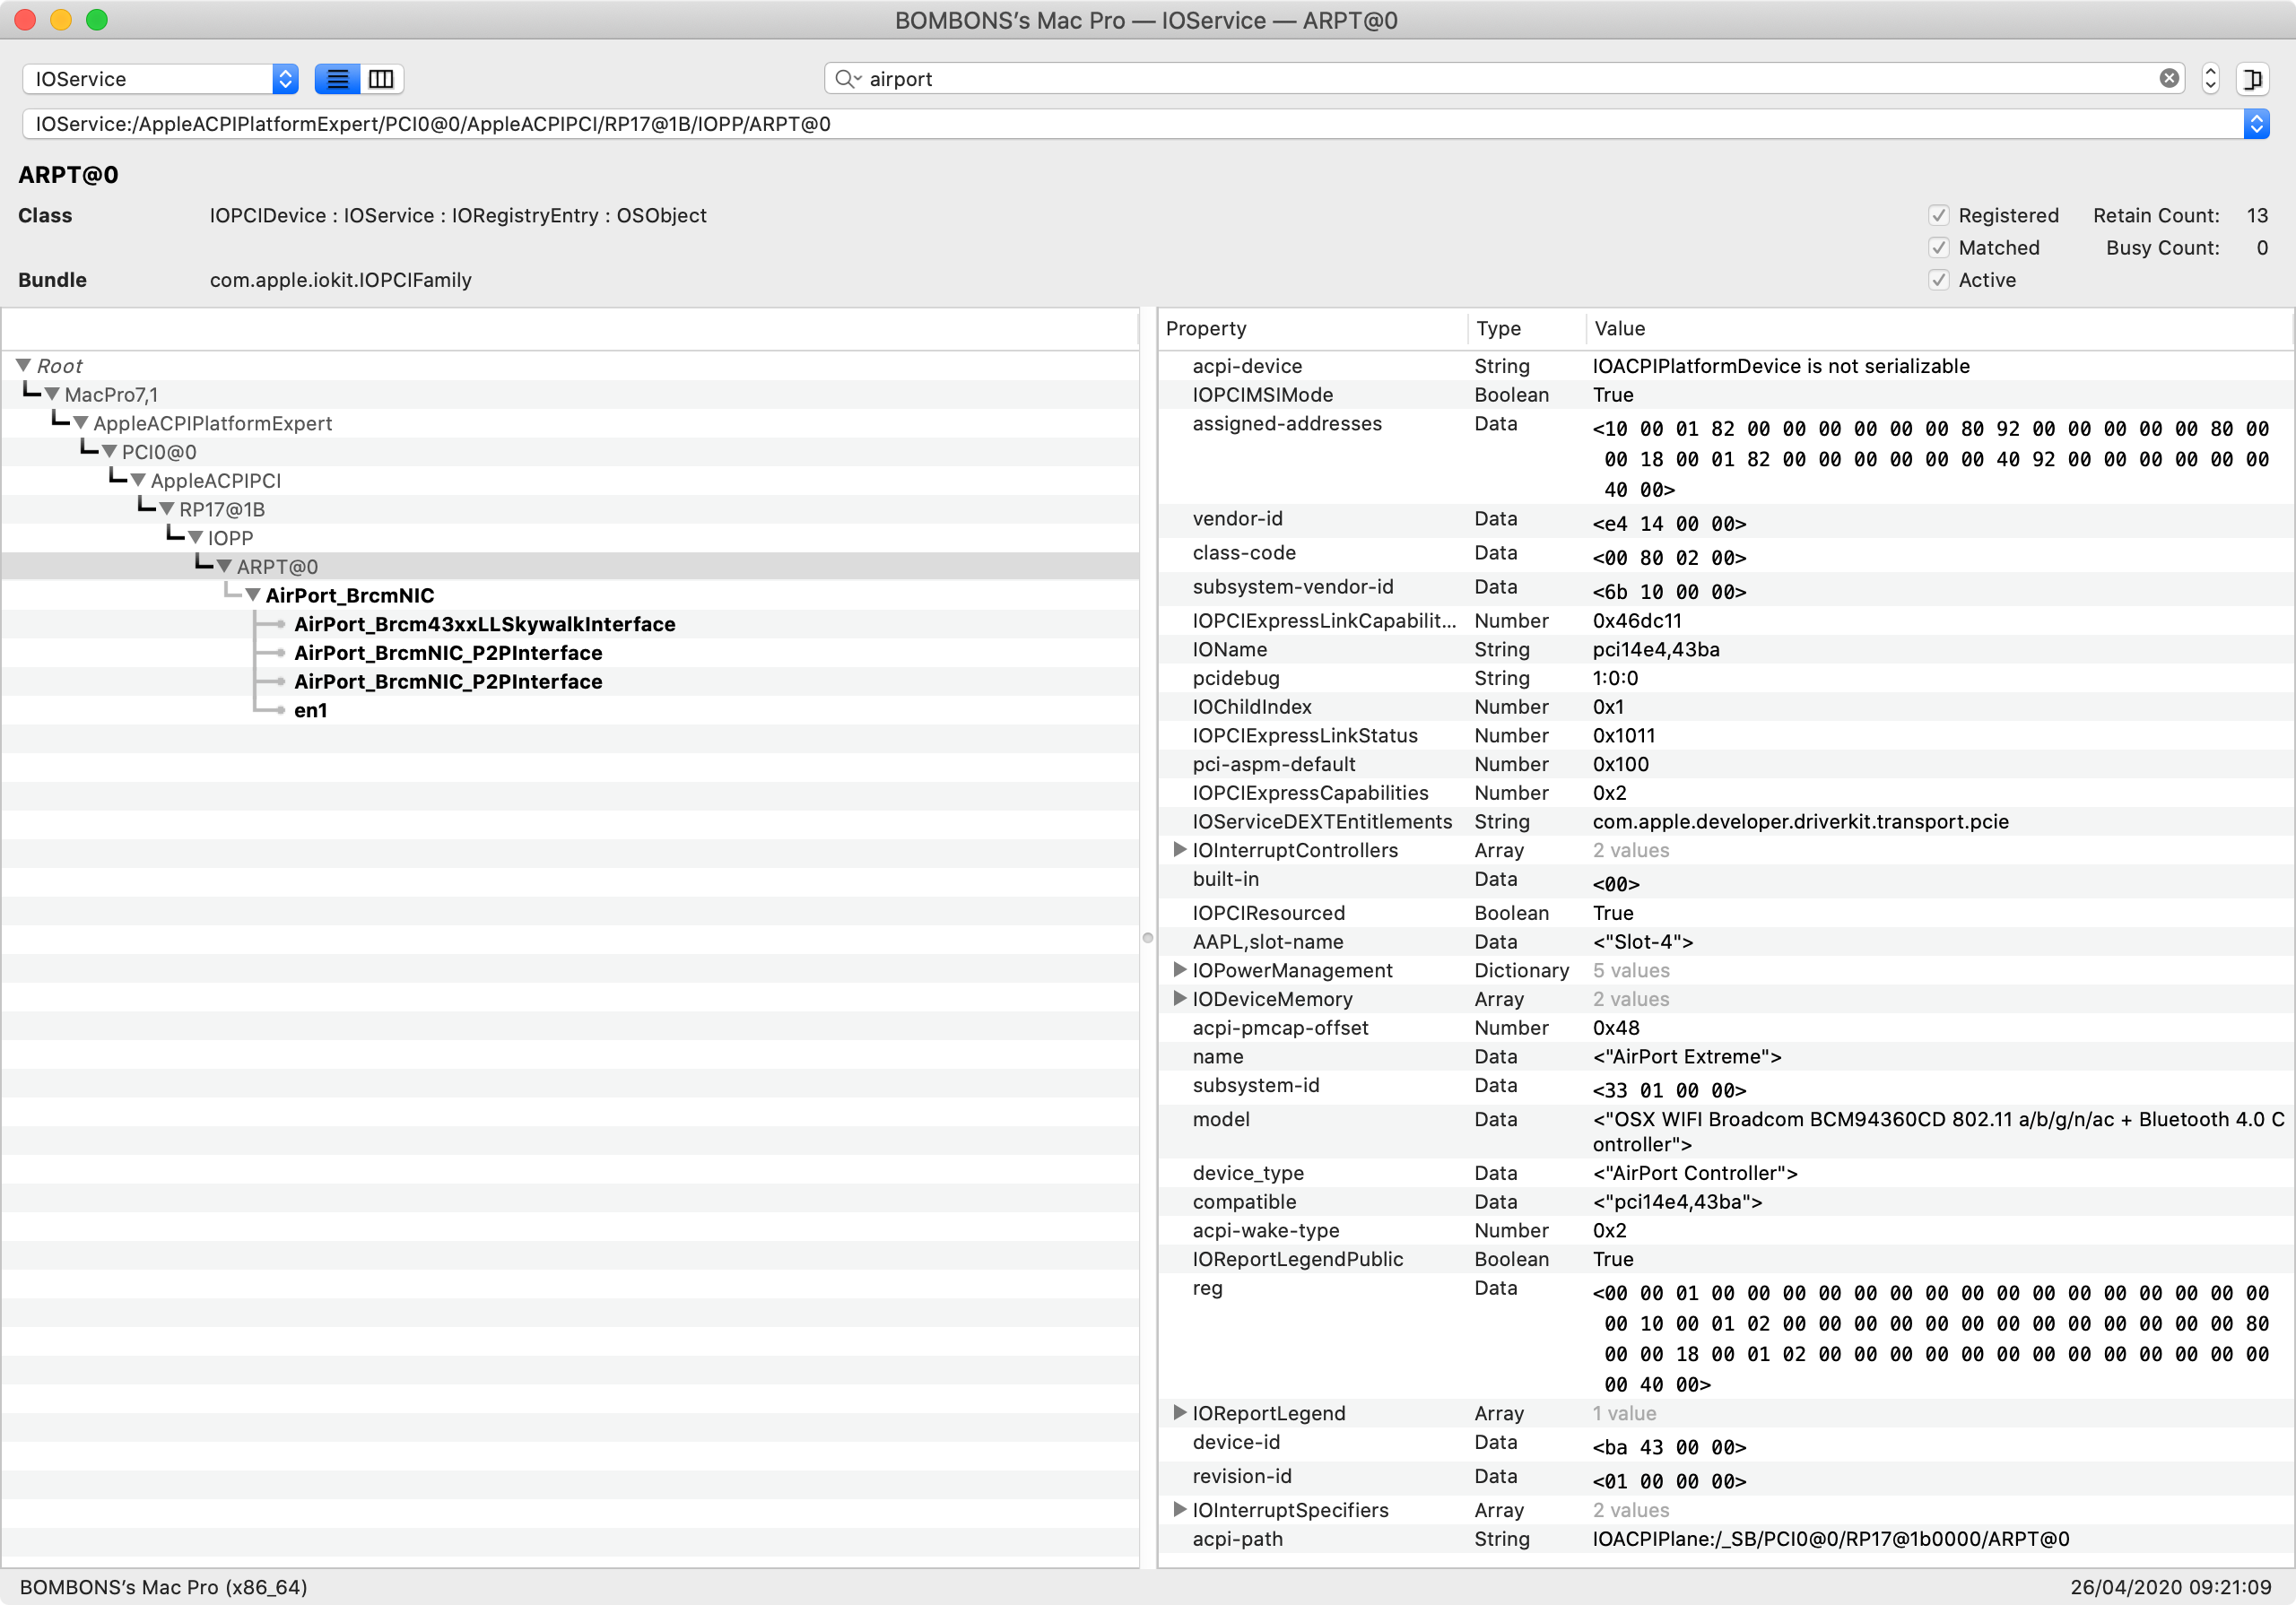 BOMBONS's Mac Pro — IOService — ARPT@0
IOService
airport
IOService:/AppleACPIPlatformExpert/PCI0@0/AppleACPIPCI/RP17@1B/IOPP/ARPT@0
ARPT@0
Class IOPCIDevice : IOService : IORegistryEntry : OSObject
Registered Retain Count: 13
Matched Busy Count: 0
Bundle com.apple.iokit.IOPCIFamily
Active
Root
MacPro7,1
AppleACPIPlatformExpert
PCI0@0
AppleACPIPCI
RP17@1B
IOPP
ARPT@0
AirPort_BrcmNIC
AirPort_Brcm43xxLLSkywalkInterface
AirPort_BrcmNIC_P2PInterface
AirPort_BrcmNIC_P2PInterface
en1
Property Type Value
acpi-device String IOACPIPlatformDevice is not serializable
IOPCIMSIMode Boolean True
assigned-addresses Data <10 00 01 82 00 00 00 00 00 00 80 92 00 00 00 00 00 80 00
00 18 00 01 82 00 00 00 00 00 00 40 92 00 00 00 00 00 00
40 00>
vendor-id Data <e4 14 00 00>
class-code Data <00 80 02 00>
subsystem-vendor-id Data <6b 10 00 00>
IOPCIExpressLinkCapabilit... Number 0x46dc11
IOName String pci14e4,43ba
pcidebug String 1:0:0
IOChildIndex Number 0x1
IOPCIExpressLinkStatus Number 0x1011
pci-aspm-default Number 0x100
IOPCIExpressCapabilities Number 0x2
IOServiceDEXTEntitlements String com.apple.developer.driverkit.transport.pcie
IOInterruptControllers Array 2 values
built-in Data <00>
IOPCIResourced Boolean True
AAPL,slot-name Data <"Slot-4">
IOPowerManagement Dictionary 5 values
IODeviceMemory Array 2 values
acpi-pmcap-offset Number 0x48
name Data <"AirPort Extreme">
subsystem-id Data <33 01 00 00>
model Data <"OSX WIFI Broadcom BCM94360CD 802.11 a/b/g/n/ac + Bluetooth 4.0 C
ontroller">
device_type Data <"AirPort Controller">
compatible Data <"pci14e4,43ba">
acpi-wake-type Number 0x2
IOReportLegendPublic Boolean True
reg Data <00 00 01 00 00 00 00 00 00 00 00 00 00 00 00 00 00 00 00
00 10 00 01 02 00 00 00 00 00 00 00 00 00 00 00 00 00 80
00 00 18 00 01 02 00 00 00 00 00 00 00 00 00 00 00 00 00
00 40 00>
IOReportLegend Array 1 value
device-id Data <ba 43 00 00>
revision-id Data <01 00 00 00>
IOInterruptSpecifiers Array 2 values
acpi-path String IOACPIPlane:/_SB/PCI0@0/RP17@1b0000/ARPT@0
BOMBONS's Mac Pro (x86_64)
26/04/2020 09:21:09